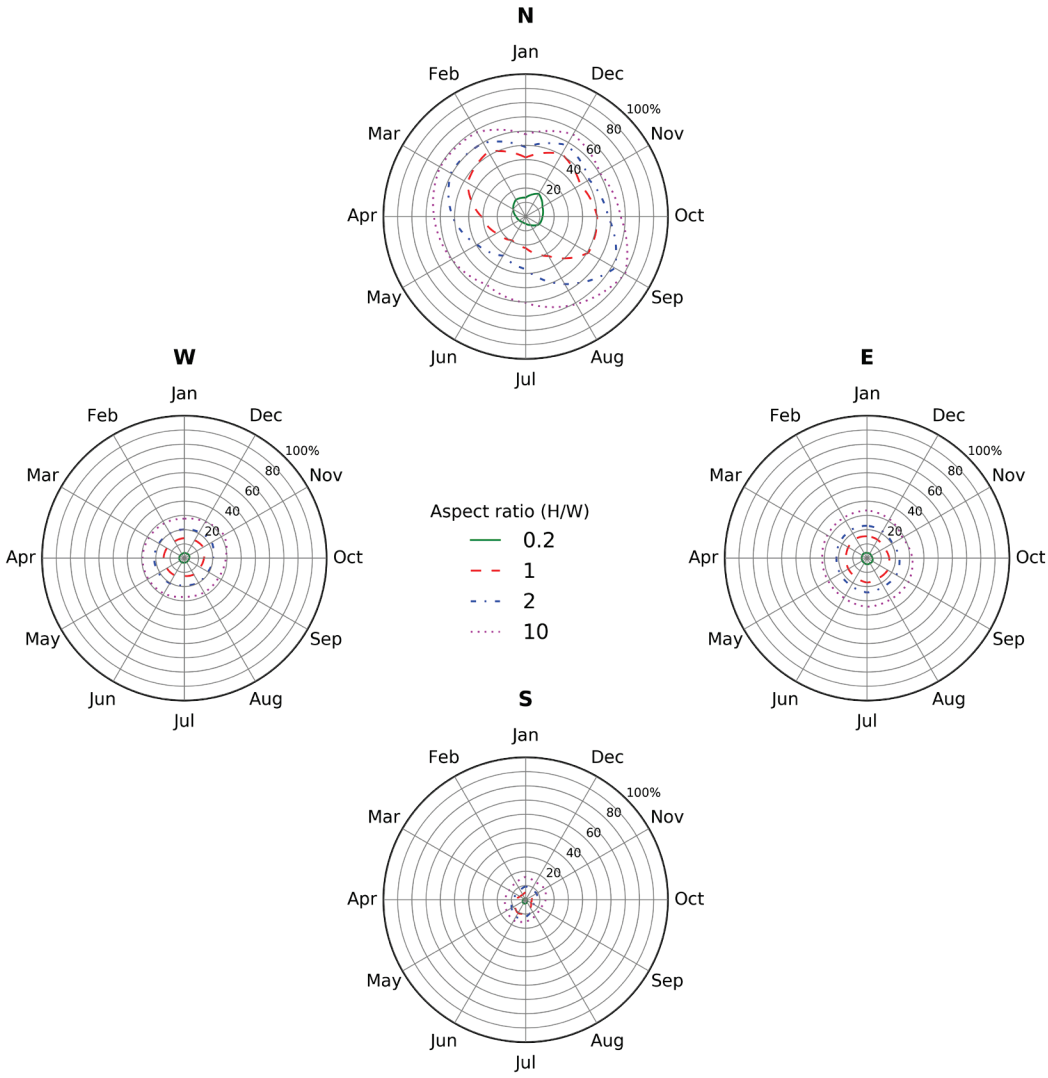 N
Jan
Feb Dec
100%
Mar 80 Nov
60
40
20
Apr Oct
May Sep
Jun Aug
Jul
W E
Jan Jan
Feb Dec Feb Dec
100% 100%
Mar 80 Nov Mar 80 Nov
60 60
40 40
20 20
Apr Oct Apr Oct
May Sep May Sep
Jun Aug Jun Aug
Jul Jul
Aspect ratio (H/W)
0.2
1
2
10
S
Jan
Feb Dec
100%
Mar 80 Nov
60
40
20
Apr Oct
May Sep
Jun Aug
Jul